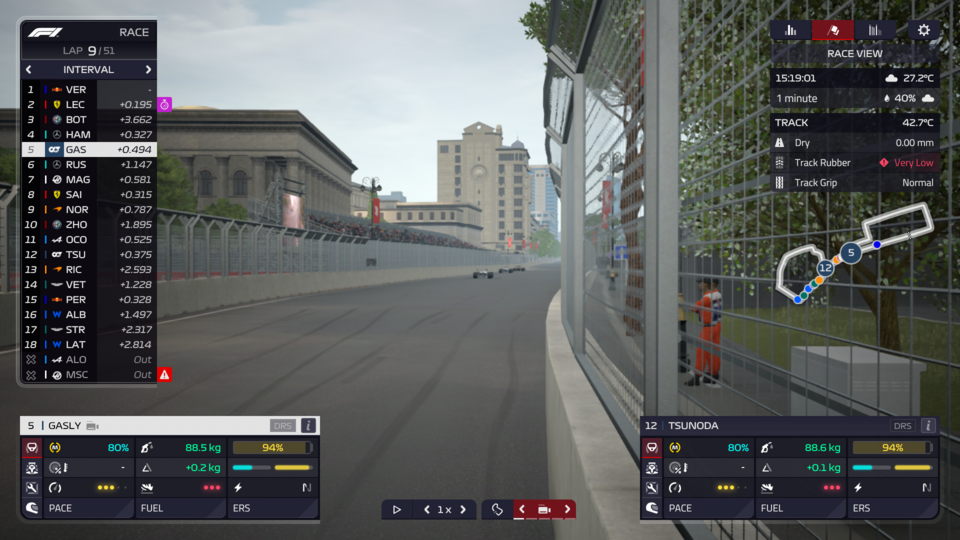 F1 RACE
LAP 9/51
INTERVAL
1 VER -
2 LEC +0.195
3 BOT +3.662
4 HAM +0.327
5 GAS +0.494
6 RUS +1.147
7 MAG +0.581
8 SAI +0.315
9 NOR +0.787
10 ZHO +1.895
11 OCO +0.525
12 TSU +0.375
13 RIC +2.593
14 VET +1.228
15 PER +0.328
16 ALB +1.497
17 STR +2.317
18 LAT +2.814
ALO Out
MSC Out
RACE VIEW
15:19:01 27.2°C
1 minute 40%
TRACK 42.7°C
Dry 0.00 mm
Track Rubber Very Low
Track Grip Normal
5
12
5 GASLY DRS i
M 80% 88.5 kg 94%
- +0.2 kg
N
PACE FUEL ERS
1x
12 TSUNODA DRS i
M 80% 88.6 kg 94%
- +0.1 kg
N
PACE FUEL ERS